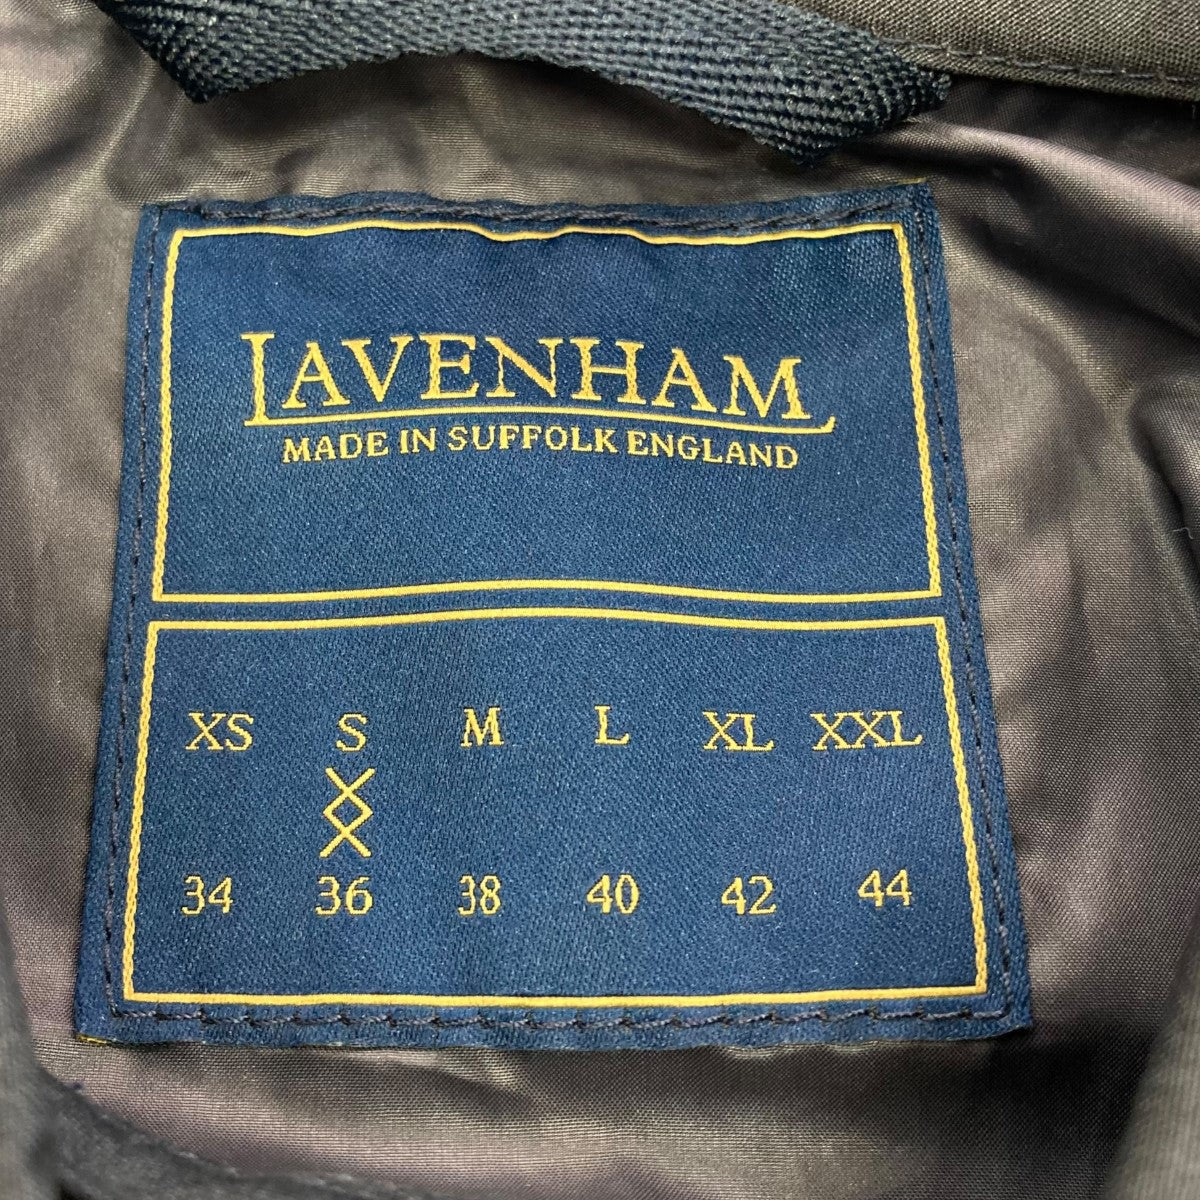 LAVENHAM
MADE IN SUFFOLK ENGLAND
XS S M L XL XXL
34 36 38 40 42 44